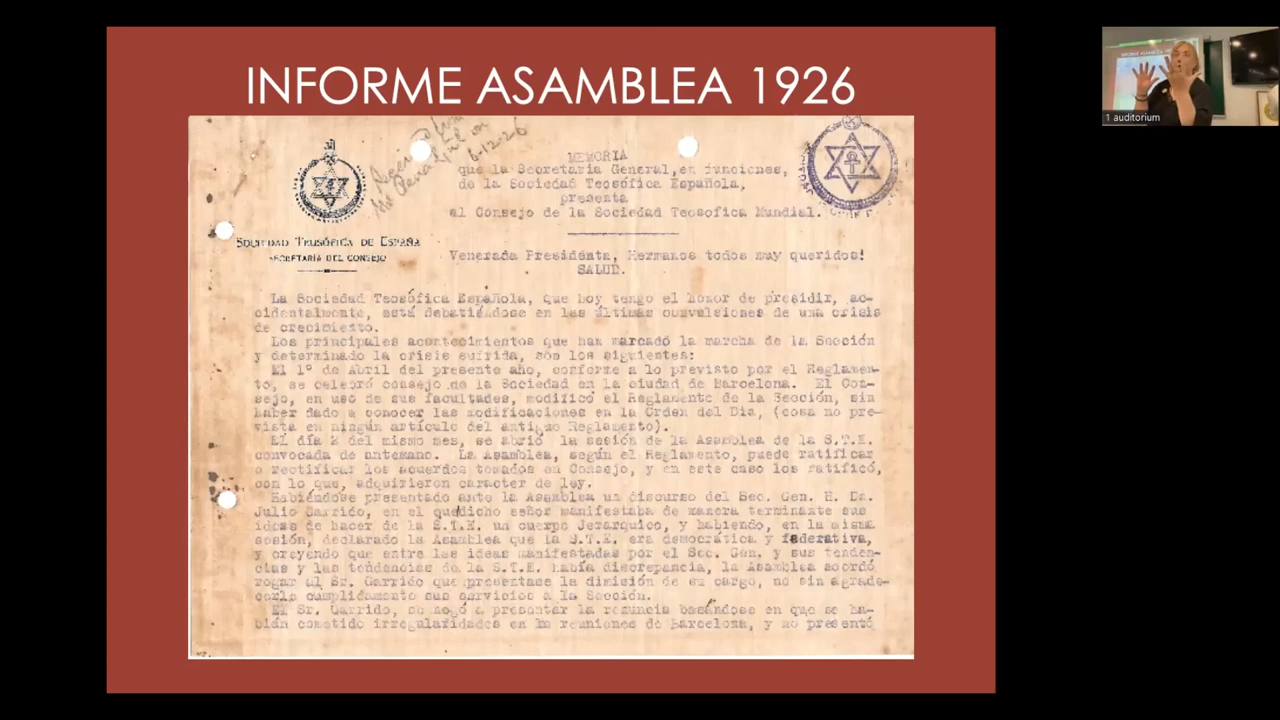 INFORME ASAMBLEA 1926
6-12-26
MEMORIA
que la Secretaria General, en funciones,
de la Sociedad Teosófica Española,
presenta
al Consejo de la Sociedad Teosofica Mundial.
SOCIEDAD TEOSÓFICA DE ESPAÑA
SECRETARÍA DEL CONSEJO
Venerada Presidenta, Hermanos todos muy queridos!
SALUD.
La Sociedad Teosófica Española, que hoy tengo el honor de presidir, ac-
cidentalmente, está debatiéndose en las últimas convulsiones de una crisis
de crecimiento.
Los principales acontecimientos que han marcado la marcha de la Sección
y determinado la crisis sufrida, son los siguientes:
El 1º de Abril del presente año, conforme a lo previsto por el Reglamen-
to, se celebró consejo de la Sociedad en la ciudad de Barcelona. El Con-
sejo, en uso de sus facultades, modificó el Reglamento de la Sección, sin
haber dado a conocer las modificaciones en la Orden del Dia, (cosa no pre-
vista en ningún artículo del antiguo Reglamento).
El día 2 del mismo mes, se abrió la sesión de la Asamblea de la S.T.E.
convocada de antemano. La Asamblea, según el Reglamento, puede ratificar
o rectificar los acuerdos tomados en Consejo, y en este caso los ratificó,
con lo que, adquirieron caracter de ley.
Habiéndose presentado ante la Asamblea un discurso del Sec. Gen. H. Dn.
Julio Garrido, en el que dicho señor manifestaba de manera terminante sus
ideas de hacer de la S.T.E. un cuerpo Jerarquico, y habiendo, en la misma
sesión, declarado la Asamblea que la S.T.E. era democrática y federativa,
y creyendo que entre las ideas manifestadas por el Sec. Gen. y sus tenden-
cias y las tendencias de la S.T.E. había discrepancia, la Asamblea acordó
rogar al Sr. Garrido que presentase la dimisión de su cargo, no sin agrade-
cerle cumplidamente sus servicios a la Sección.
El Sr. Garrido, se negó a presentar la renuncia basándose en que se ha-
bían cometido irregularidades en las reuniones de Barcelona, y no presentó
1 auditorium